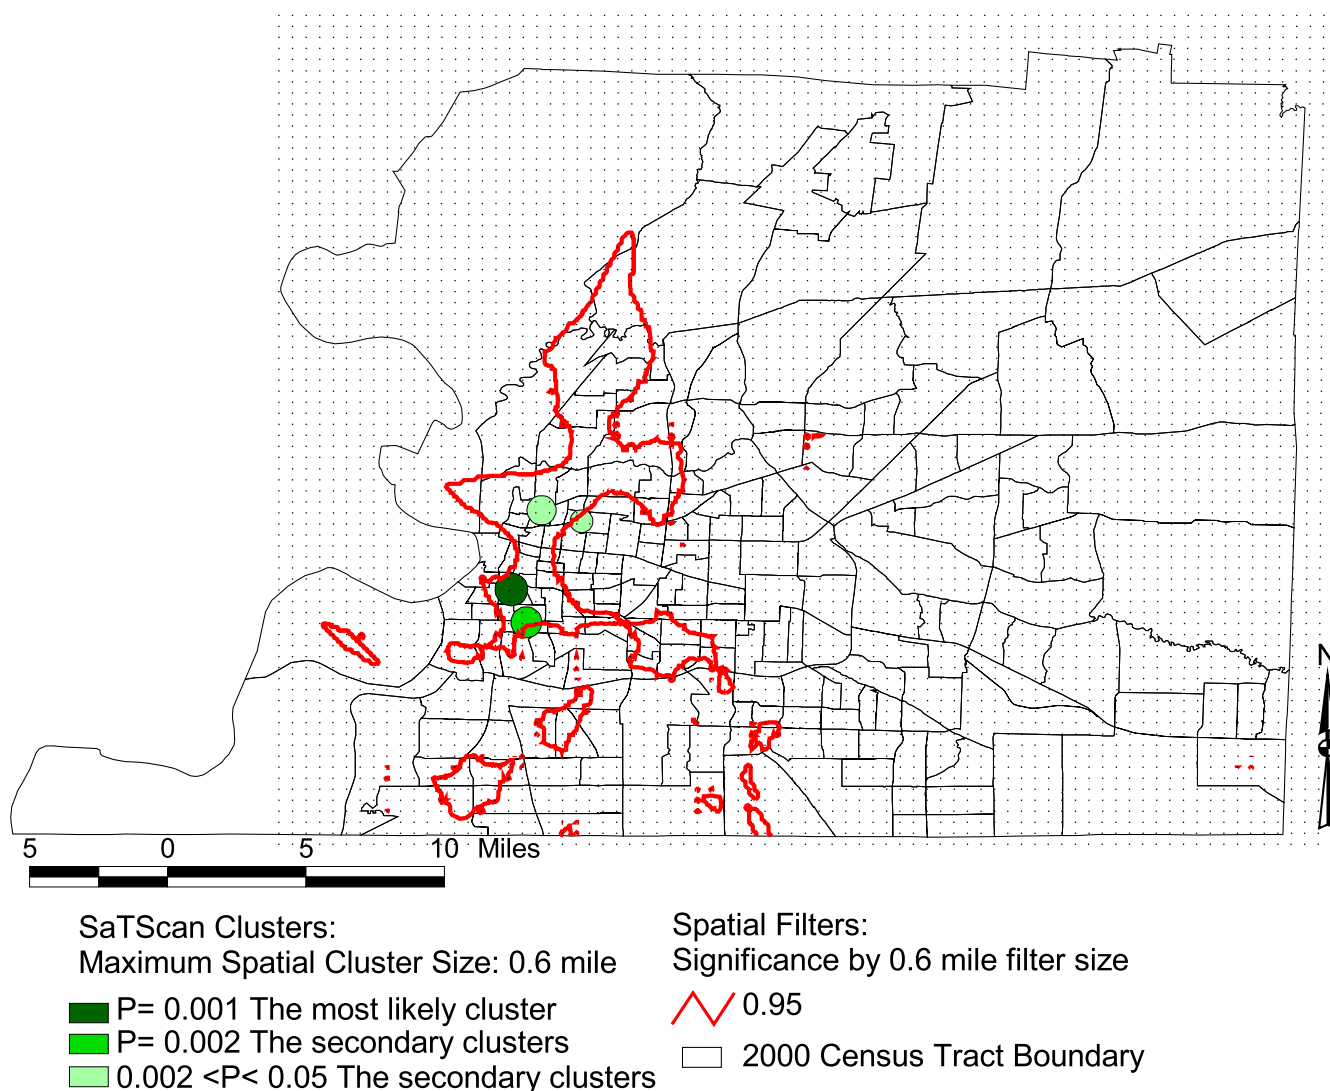 N
5 0 5 10 Miles
SaTScan Clusters:
Maximum Spatial Cluster Size: 0.6 mile
P= 0.001 The most likely cluster
P= 0.002 The secondary clusters
0.002 <P< 0.05 The secondary clusters
Spatial Filters:
Significance by 0.6 mile filter size
0.95
2000 Census Tract Boundary